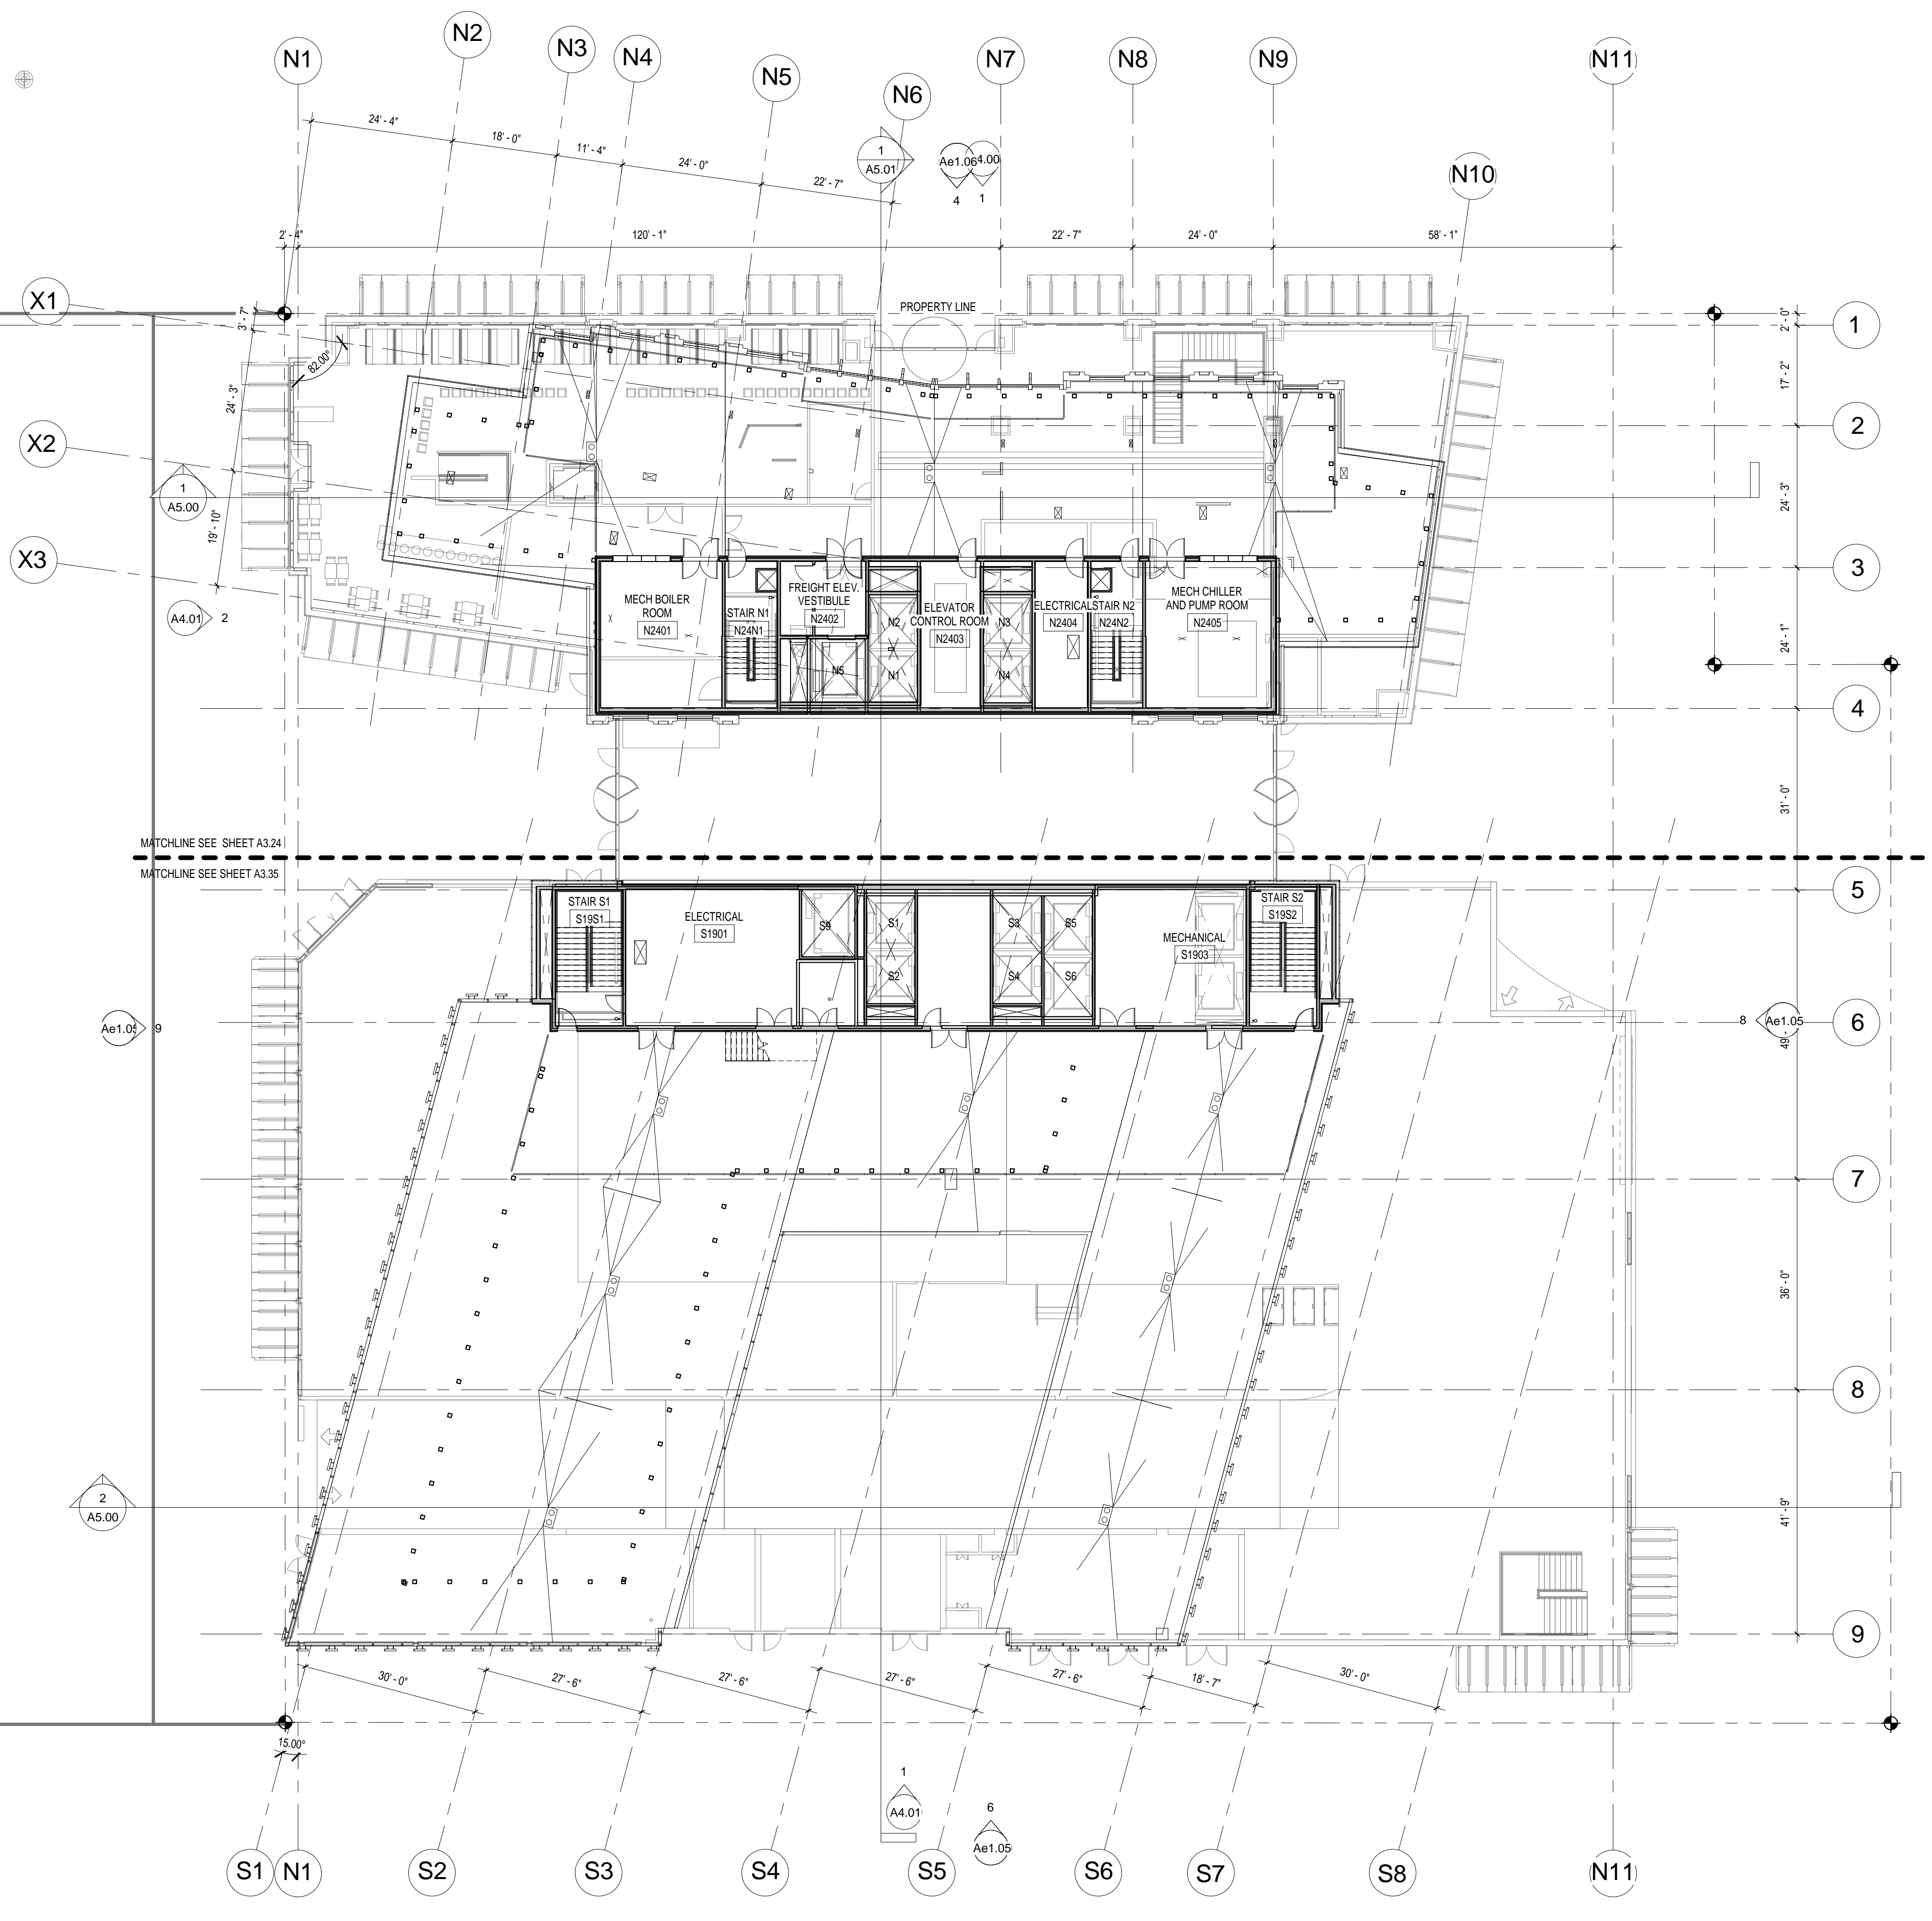 N1
N2
N3
N4
N5
N6
N7
N8
N9
N10
N11
24' - 4"
18' - 0"
11' - 4"
24' - 0"
22' - 7"
1
A5.01
Ae1.06
4.00
4
1
2' - 4"
120' - 1"
22' - 7"
24' - 0"
58' - 1"
X1
X2
X3
3' - 7"
24' - 3"
19' - 10"
82.00°
PROPERTY LINE
1
2
3
4
2' - 0"
17' - 2"
24' - 3"
24' - 1"
31' - 0"
1
A5.00
A4.01
2
MECH BOILER
ROOM
N2401
STAIR N1
N24N1
FREIGHT ELEV.
VESTIBULE
N2402
N5
N2
N1
ELEVATOR
CONTROL ROOM
N2403
N3
N4
ELECTRICAL
N2404
STAIR N2
N24N2
MECH CHILLER
AND PUMP ROOM
N2405
MATCHLINE SEE SHEET A3.24
MATCHLINE SEE SHEET A3.35
STAIR S1
S19S1
ELECTRICAL
S1901
S9
S1
S2
S3
S4
S5
S6
MECHANICAL
S1903
STAIR S2
S19S2
5
6
7
8
9
Ae1.05
9
8
Ae1.05
49'
36' - 0"
41' - 9"
2
A5.00
30' - 0"
27' - 6"
27' - 6"
27' - 6"
27' - 6"
18' - 7"
30' - 0"
15.00°
1
A4.01
6
Ae1.05
S1
N1
S2
S3
S4
S5
S6
S7
S8
N11